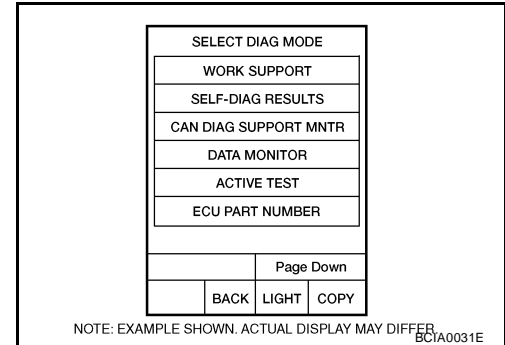 SELECT DIAG MODE
WORK SUPPORT
SELF-DIAG RESULTS
CAN DIAG SUPPORT MNTR
DATA MONITOR
ACTIVE TEST
ECU PART NUMBER
Page Down
BACK LIGHT COPY
NOTE: EXAMPLE SHOWN. ACTUAL DISPLAY MAY DIFFER.
BCIA0031E